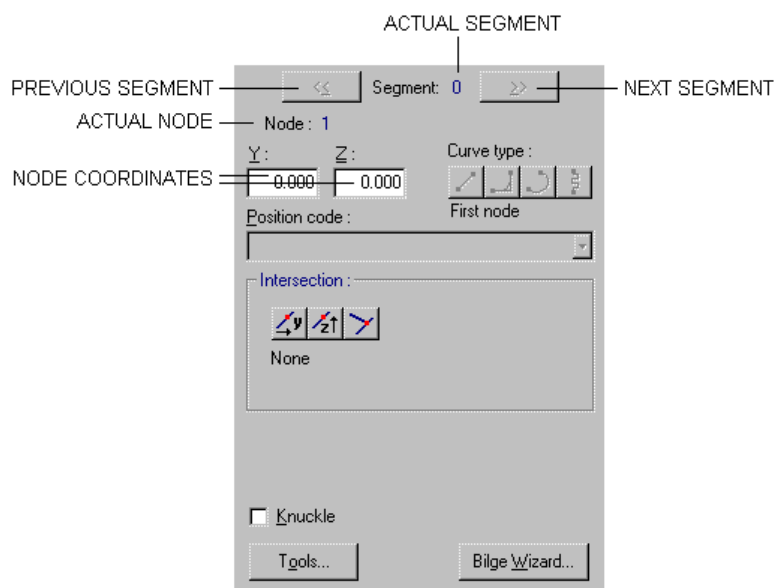 ACTUAL SEGMENT
PREVIOUS SEGMENT << Segment: 0 >> NEXT SEGMENT
ACTUAL NODE Node : 1
Y : Z : Curve type :
NODE COORDINATES 0.000 0.000
First node
Position code :
Intersection :
y z
None
Knuckle
Tools... Bilge Wizard...